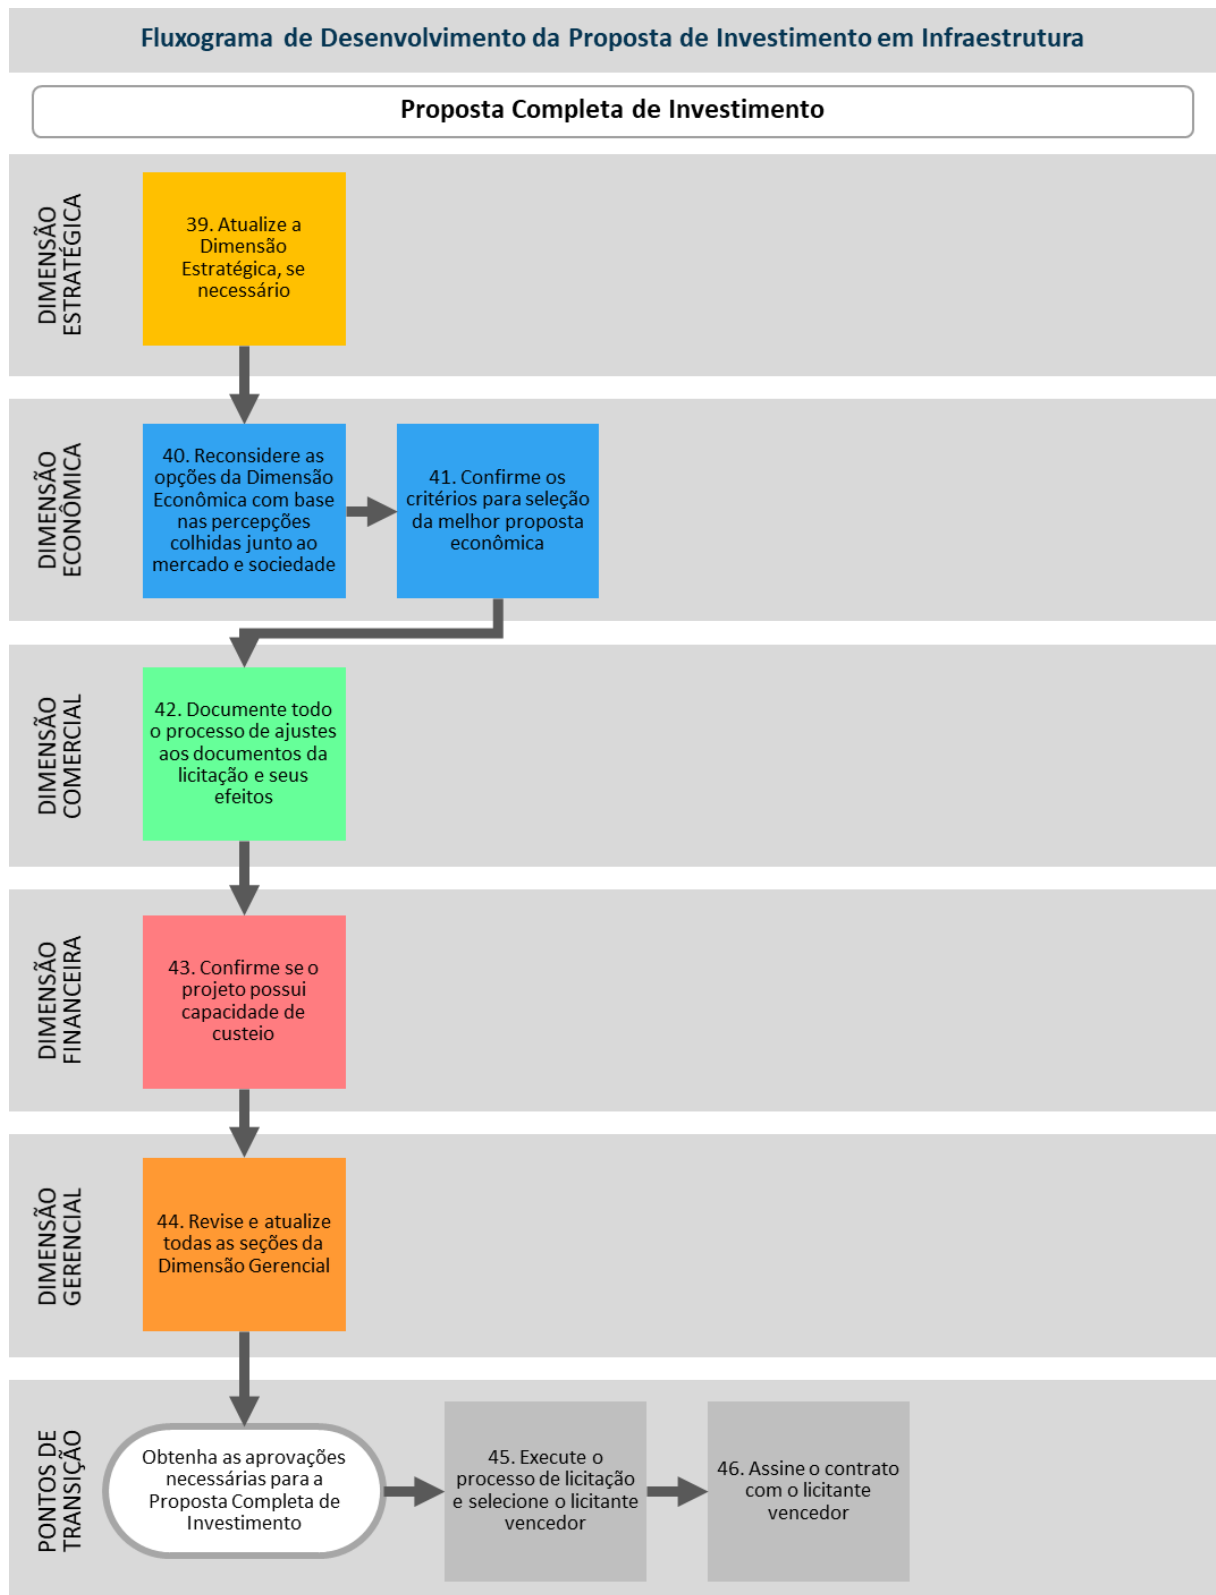 Fluxograma de Desenvolvimento da Proposta de Investimento em Infraestrutura
Proposta Completa de Investimento
DIMENSÃO
ESTRATÉGICA
39. Atualize a
Dimensão
Estratégica, se
necessário
DIMENSÃO
ECONÔMICA
40. Reconsidere as
opções da Dimensão
Econômica com base
nas percepções
colhidas junto ao
mercado e sociedade
41. Confirme os
critérios para seleção
da melhor proposta
econômica
DIMENSÃO
COMERCIAL
42. Documente todo
o processo de ajustes
aos documentos da
licitação e seus
efeitos
DIMENSÃO
FINANCEIRA
43. Confirme se o
projeto possui
capacidade de
custeio
DIMENSÃO
GERENCIAL
44. Revise e atualize
todas as seções da
Dimensão Gerencial
PONTOS DE
TRANSIÇÃO
Obtenha as aprovações
necessárias para a
Proposta Completa de
Investimento
45. Execute o
processo de licitação
e selecione o licitante
vencedor
46. Assine o contrato
com o licitante
vencedor